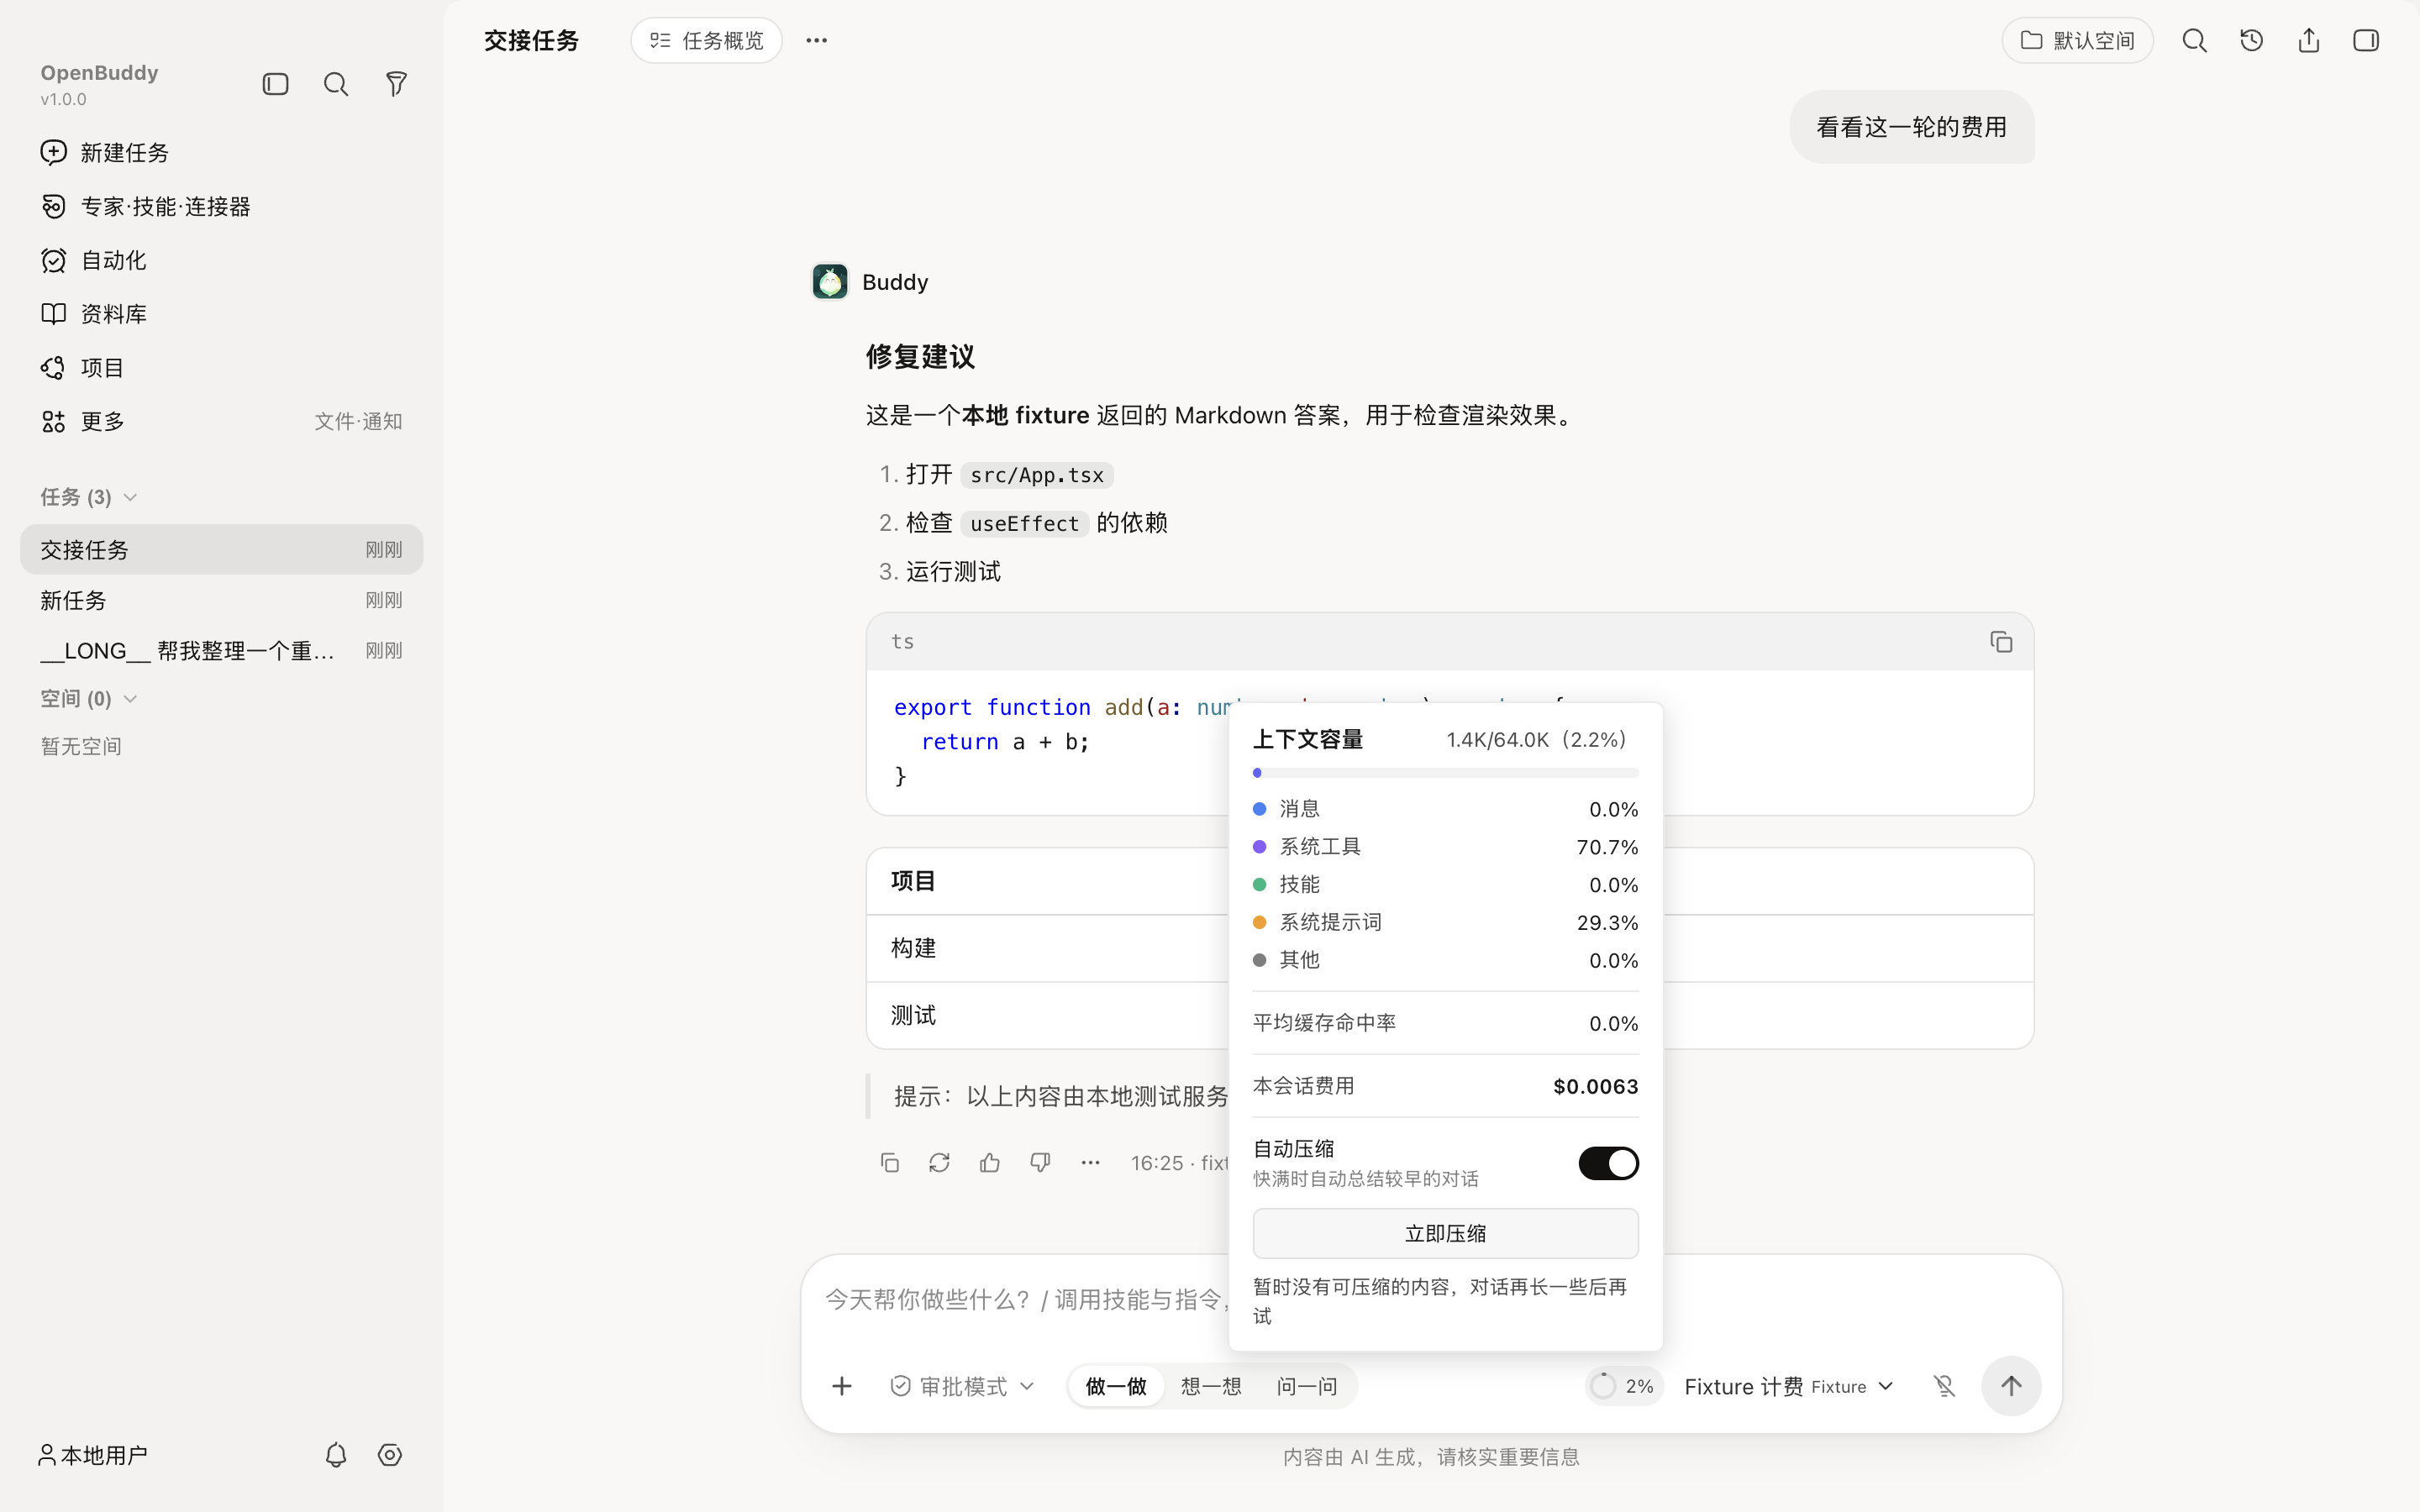 OpenBuddy
v1.0.0
新建任务
专家·技能·连接器
自动化
资料库
项目
更多
文件·通知
任务 (3)
交接任务
刚刚
新任务
刚刚
__LONG__ 帮我整理一个重…
刚刚
空间 (0)
暂无空间
本地用户
交接任务
任务概览
默认空间
看看这一轮的费用
Buddy
修复建议
这是一个本地 fixture 返回的 Markdown 答案，用于检查渲染效果。
1. 打开 src/App.tsx
2. 检查 useEffect 的依赖
3. 运行测试
ts
export function add(a:
return a + b;
}
项目
构建
测试
提示：以上内容由本地测试服务
16:25
上下文容量
1.4K/64.0K（2.2%）
消息
0.0%
系统工具
70.7%
技能
0.0%
系统提示词
29.3%
其他
0.0%
平均缓存命中率
0.0%
本会话费用
$0.0063
自动压缩
快满时自动总结较早的对话
立即压缩
暂时没有可压缩的内容，对话再长一些后再
试
今天帮你做些什么？/ 调用技能与指令，
审批模式
做一做
想一想
问一问
2%
Fixture 计费 Fixture
内容由 AI 生成，请核实重要信息